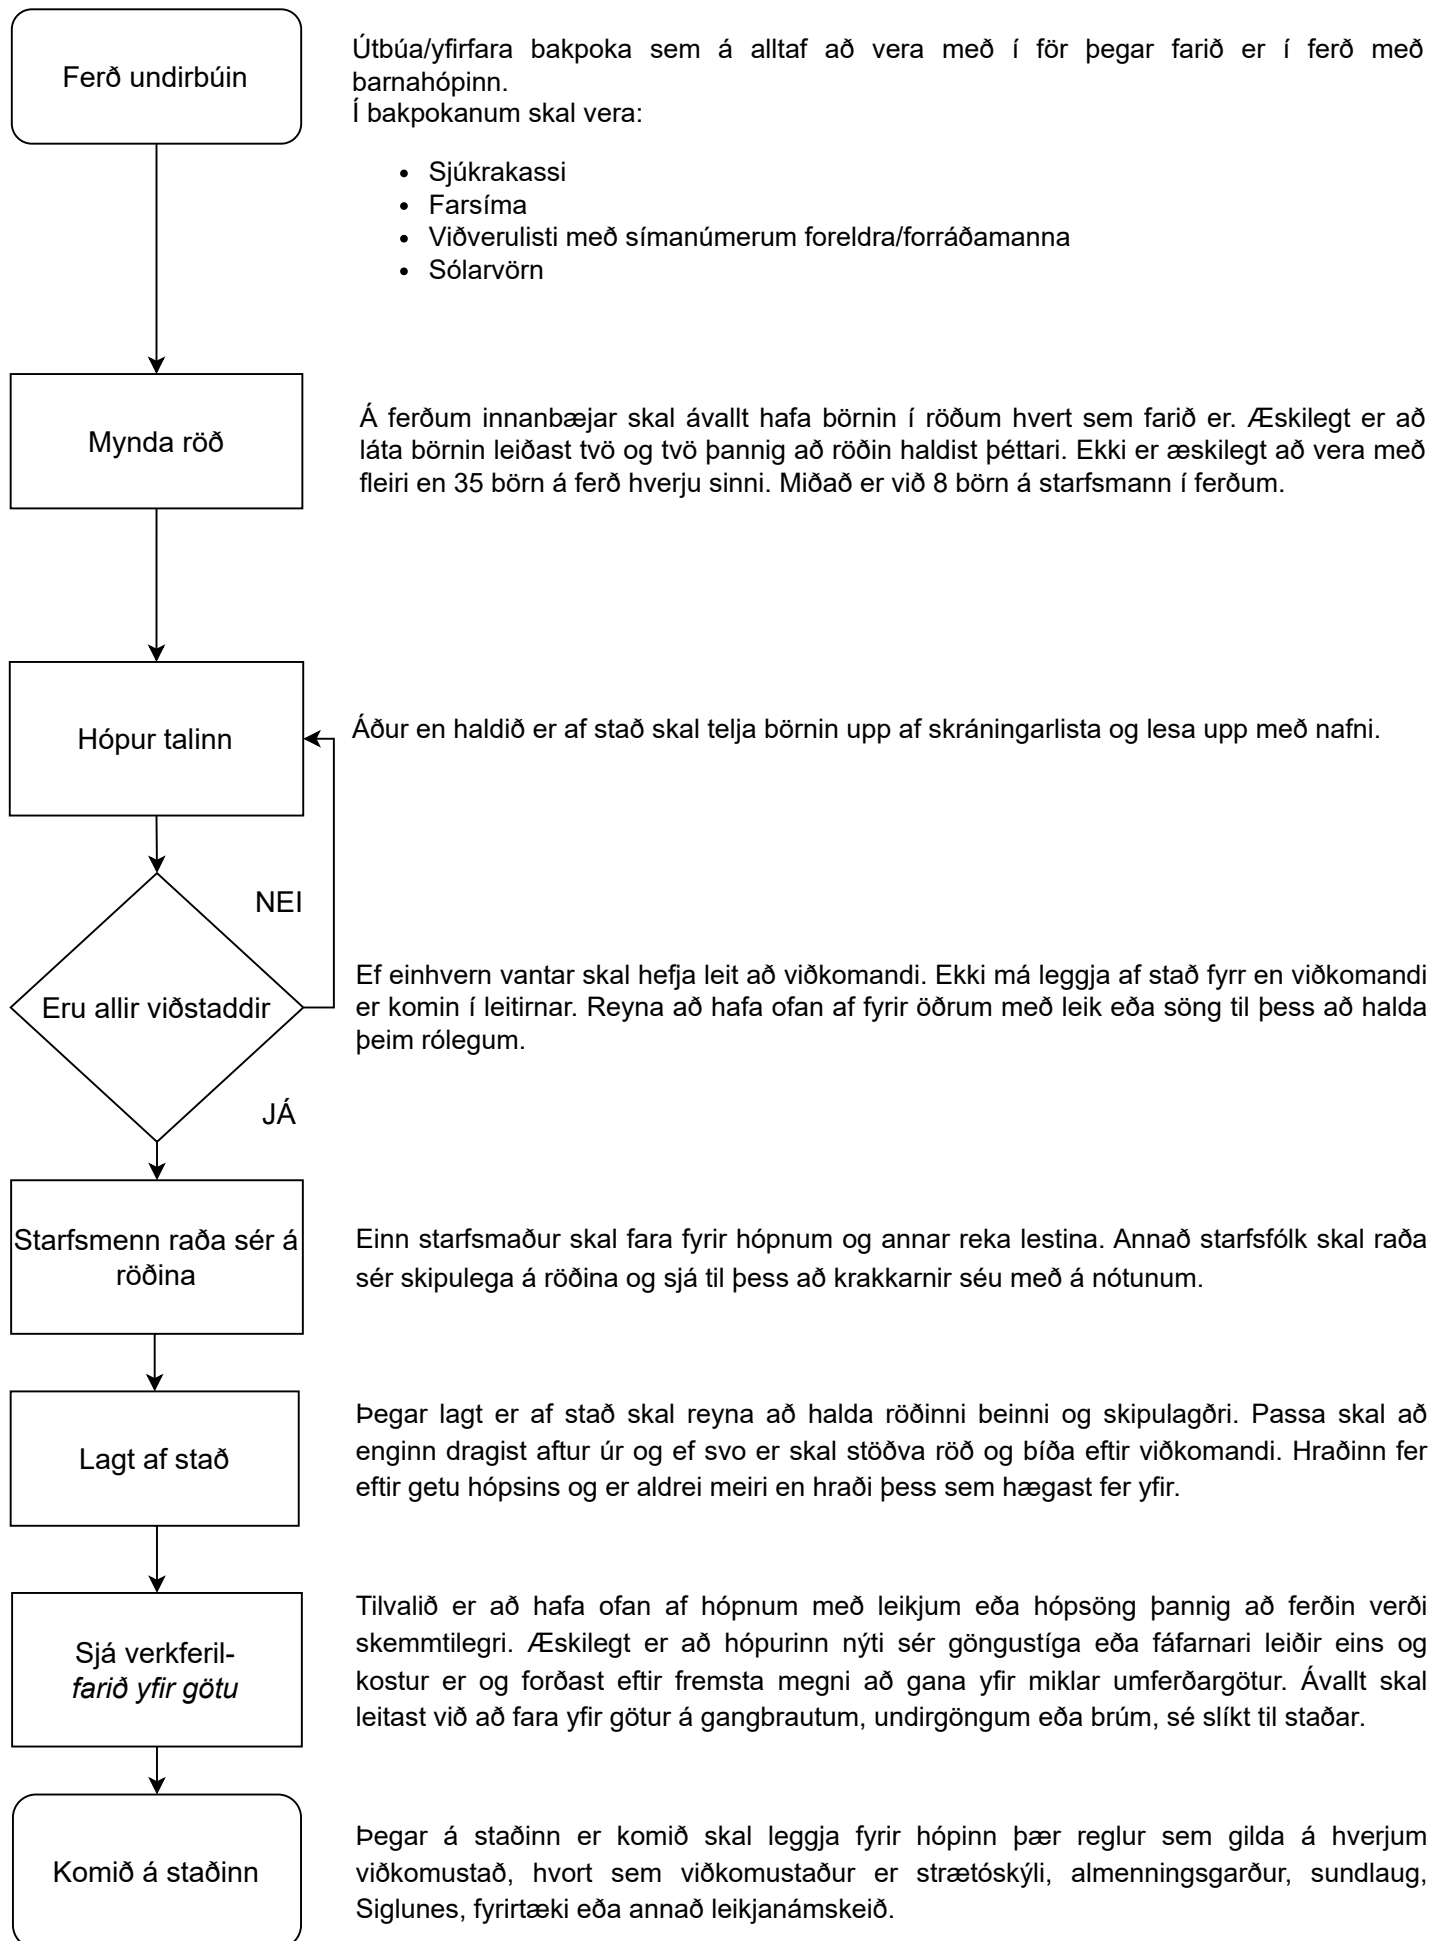 Ferð undirbúin
Útbúa/yfirfara bakpoka sem á alltaf að vera með í för þegar farið er í ferð með
barnahópinn.
Í bakpokanum skal vera:
• Sjúkrakassi
• Farsíma
• Viðverulisti með símanúmerum foreldra/forráðamanna
• Sólarvörn
Mynda röð
Á ferðum innanbæjar skal ávallt hafa börnin í röðum hvert sem farið er. Æskilegt er að
láta börnin leiðast tvö og tvö þannig að röðin haldist þéttari. Ekki er æskilegt að vera með
fleiri en 35 börn á ferð hverju sinni. Miðað er við 8 börn á starfsmann í ferðum.
Hópur talinn
Áður en haldið er af stað skal telja börnin upp af skráningarlista og lesa upp með nafni.
NEI
Eru allir viðstaddir
Ef einhvern vantar skal hefja leit að viðkomandi. Ekki má leggja af stað fyrr en viðkomandi
er komin í leitirnar. Reyna að hafa ofan af fyrir öðrum með leik eða söng til þess að halda
þeim rólegum.
JÁ
Starfsmenn raða sér á
röðina
Einn starfsmaður skal fara fyrir hópnum og annar reka lestina. Annað starfsfólk skal raða
sér skipulega á röðina og sjá til þess að krakkarnir séu með á nótunum.
Lagt af stað
Þegar lagt er af stað skal reyna að halda röðinni beinni og skipulagðri. Passa skal að
enginn dragist aftur úr og ef svo er skal stöðva röð og bíða eftir viðkomandi. Hraðinn fer
eftir getu hópsins og er aldrei meiri en hraði þess sem hægast fer yfir.
Sjá verkferil-
farið yfir götu
Tilvalið er að hafa ofan af hópnum með leikjum eða hópsöng þannig að ferðin verði
skemmtilegri. Æskilegt er að hópurinn nýti sér göngustíga eða fáfarnari leiðir eins og
kostur er og forðast eftir fremsta megni að gana yfir miklar umferðargötur. Ávallt skal
leitast við að fara yfir götur á gangbrautum, undirgöngum eða brúm, sé slíkt til staðar.
Komið á staðinn
Þegar á staðinn er komið skal leggja fyrir hópinn þær reglur sem gilda á hverjum
viðkomustað, hvort sem viðkomustaður er strætóskýli, almenningsgarður, sundlaug,
Siglunes, fyrirtæki eða annað leikjanámskeið.